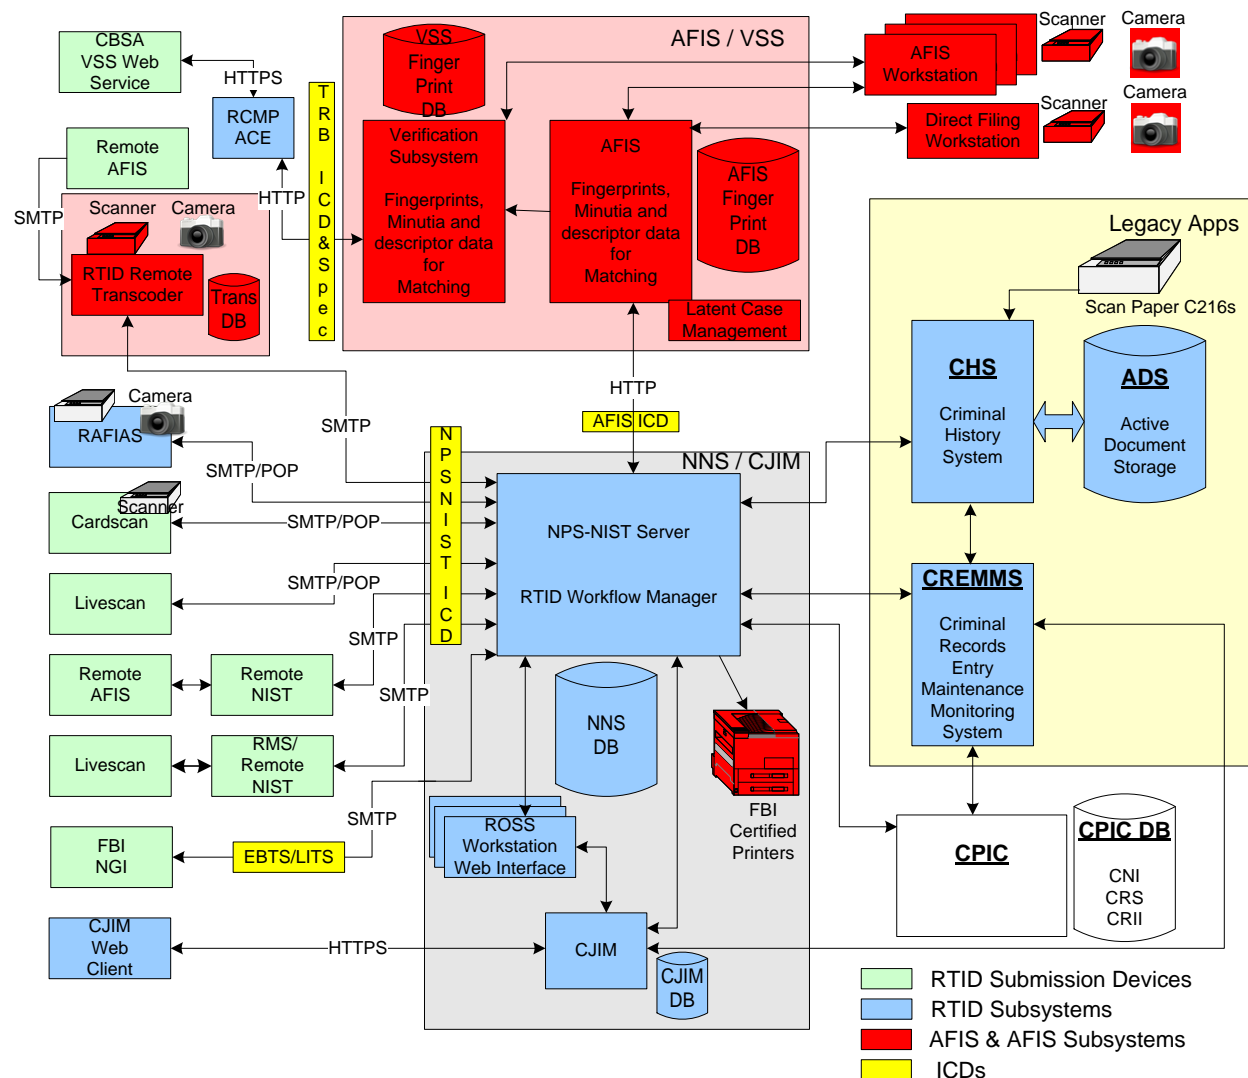 CBSA
VSS Web
Service
HTTPS
RCMP
ACE
Remote
AFIS
SMTP
HTTP
Scanner
Camera
RTID Remote
Transcoder
Trans
DB
TRB ICD & Spec
AFIS / VSS
VSS
Finger
Print
DB
Verification
Subsystem
Fingerprints,
Minutia and
descriptor data
for
Matching
AFIS
Fingerprints,
Minutia and
descriptor data
for
Matching
AFIS
Finger
Print
DB
Latent Case
Management
AFIS
Workstation
Scanner
Camera
Direct Filing
Workstation
Scanner
Camera
Legacy Apps
Scan Paper C216s
CHS
Criminal
History
System
ADS
Active
Document
Storage
CREMMS
Criminal
Records
Entry
Maintenance
Monitoring
System
CPIC
CPIC DB
CNI
CRS
CRII
HTTP
AFIS ICD
NNS / CJIM
NPS-NIST Server
RTID Workflow Manager
NPSNIST ICD
SMTP
Camera
RAFIAS
SMTP/POP
Scanner
Cardscan
SMTP/POP
Livescan
SMTP/POP
SMTP
Remote
AFIS
Remote
NIST
SMTP
Livescan
RMS/
Remote
NIST
SMTP
FBI
NGI
EBTS/LITS
NNS
DB
FBI
Certified
Printers
ROSS
Workstation
Web Interface
CJIM
Web
Client
HTTPS
CJIM
CJIM
DB
RTID Submission Devices
RTID Subsystems
AFIS & AFIS Subsystems
ICDs